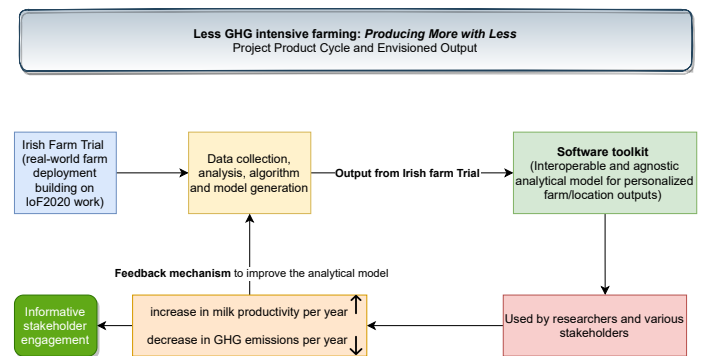 Less GHG intensive farming: Producing More with Less
Project Product Cycle and Envisioned Output
Irish Farm Trial
(real-world farm
deployment
building on
IoF2020 work)
Data collection,
analysis, algorithm
and model generation
Output from Irish farm Trial
Software toolkit
(Interoperable and agnostic
analytical model for personalized
farm/location outputs)
Feedback mechanism to improve the analytical model
Informative
stakeholder
engagement
increase in milk productivity per year
decrease in GHG emissions per year
Used by researchers and various
stakeholders